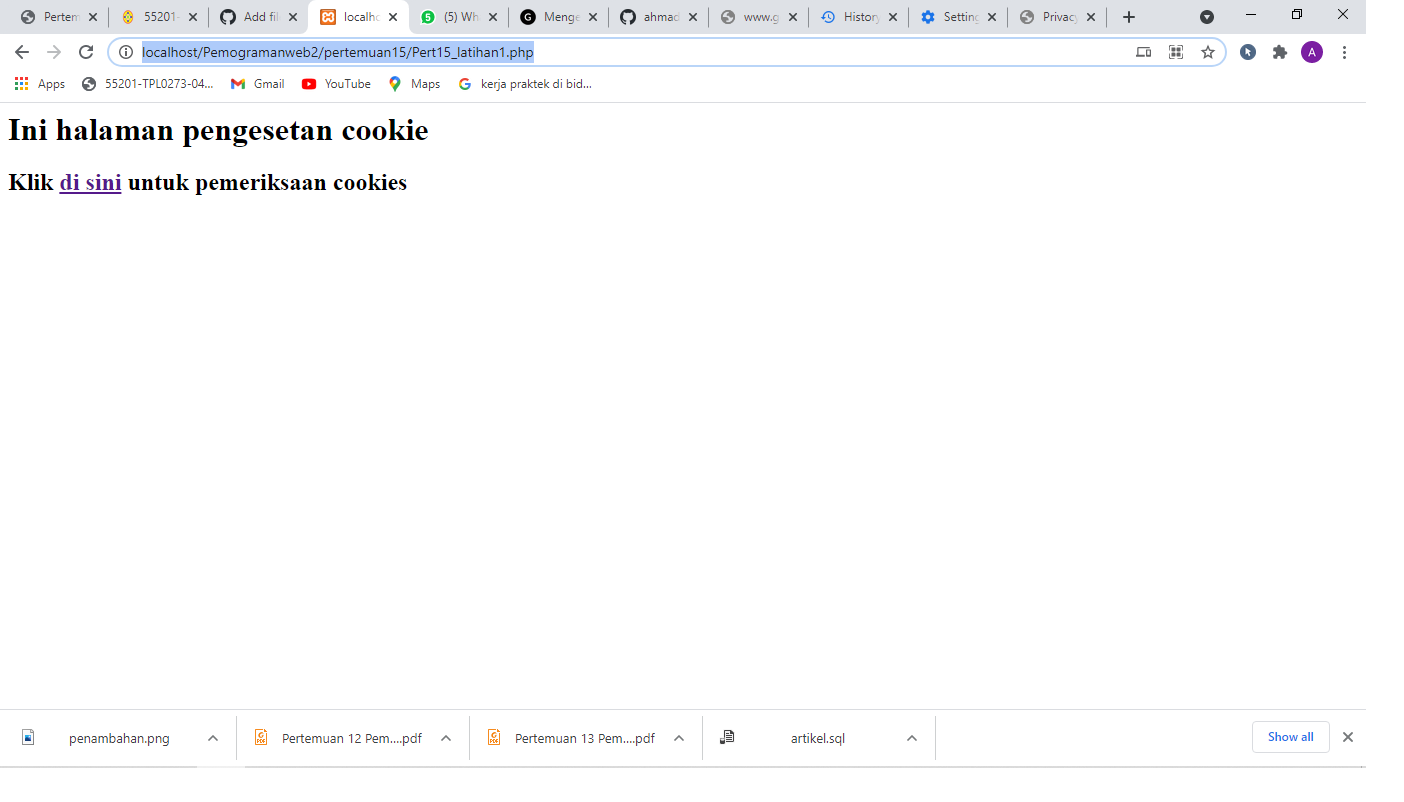 Pertem 55201- Add fil localho (5) Wh Menge ahmad www.g History Setting Privacy
localhost/Pemogramanweb2/pertemuan15/Pert15_latihan1.php A
Apps 55201-TPL0273-04... Gmail YouTube Maps kerja praktek di bid...
Ini halaman pengesetan cookie
Klik di sini untuk pemeriksaan cookies
penambahan.png Pertemuan 12 Pem....pdf Pertemuan 13 Pem....pdf artikel.sql Show all